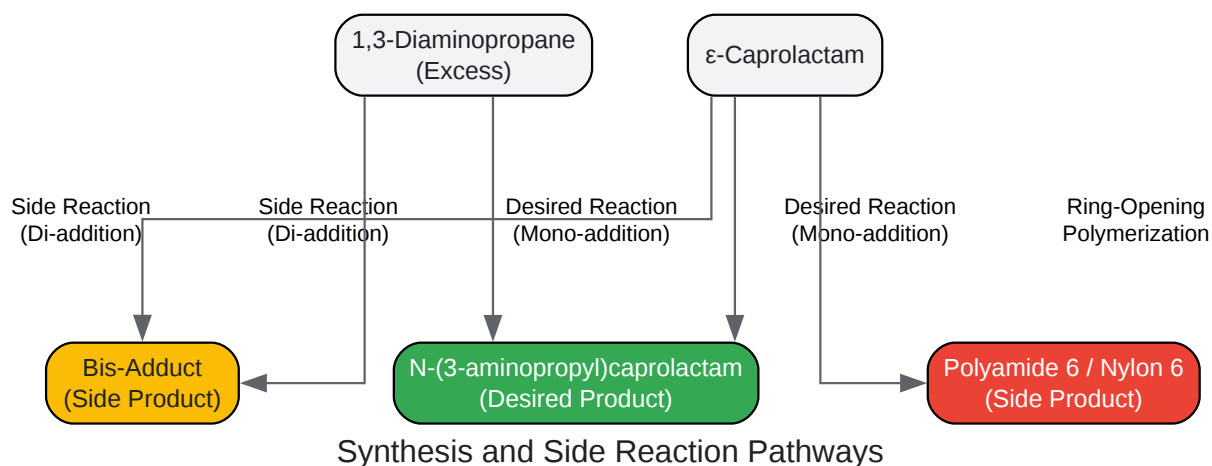 1,3-Diaminopropane
(Excess)
ε-Caprolactam
Side Reaction
(Di-addition)
Side Reaction
(Di-addition)
Desired Reaction
(Mono-addition)
Desired Reaction
(Mono-addition)
Ring-Opening
Polymerization
Bis-Adduct
(Side Product)
N-(3-aminopropyl)caprolactam
(Desired Product)
Polyamide 6 / Nylon 6
(Side Product)
Synthesis and Side Reaction Pathways